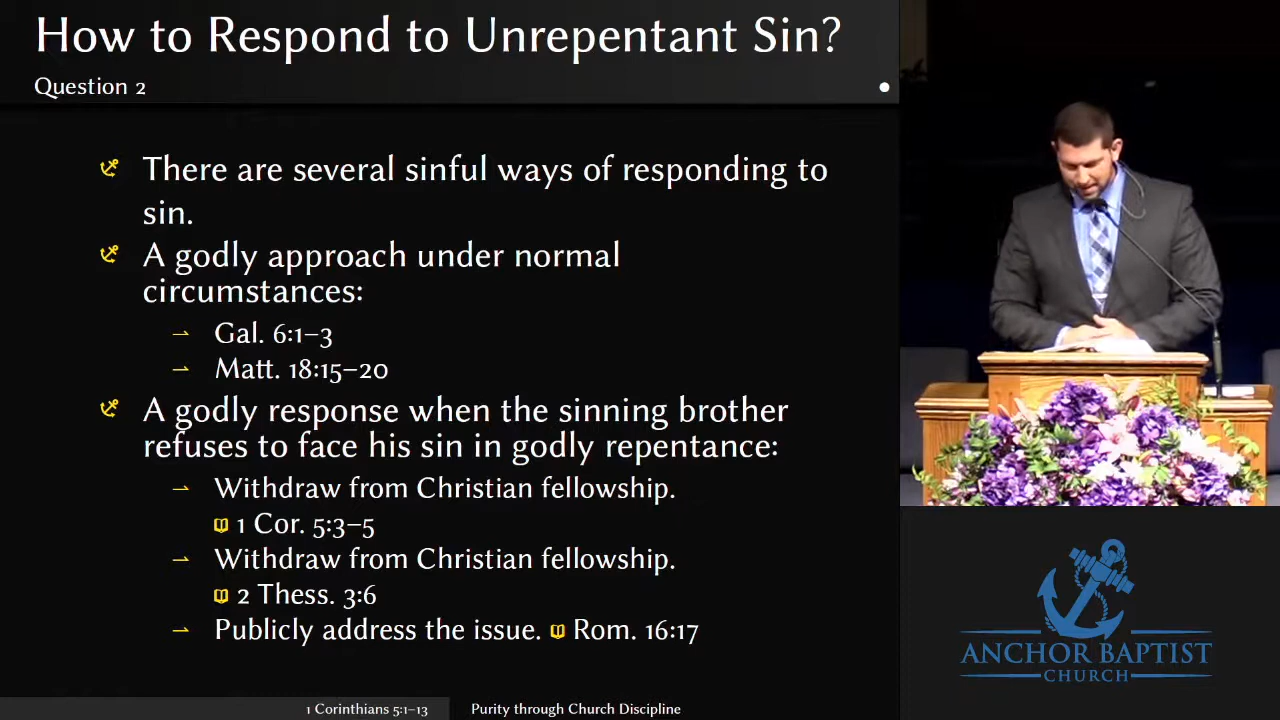 How to Respond to Unrepentant Sin?
Question 2
There are several sinful ways of responding to
sin.
A godly approach under normal
circumstances:
Gal. 6:1–3
Matt. 18:15–20
A godly response when the sinning brother
refuses to face his sin in godly repentance:
Withdraw from Christian fellowship.
1 Cor. 5:3–5
Withdraw from Christian fellowship.
2 Thess. 3:6
Publicly address the issue. Rom. 16:17
1 Corinthians 5:1–13 Purity through Church Discipline
ANCHOR BAPTIST
CHURCH